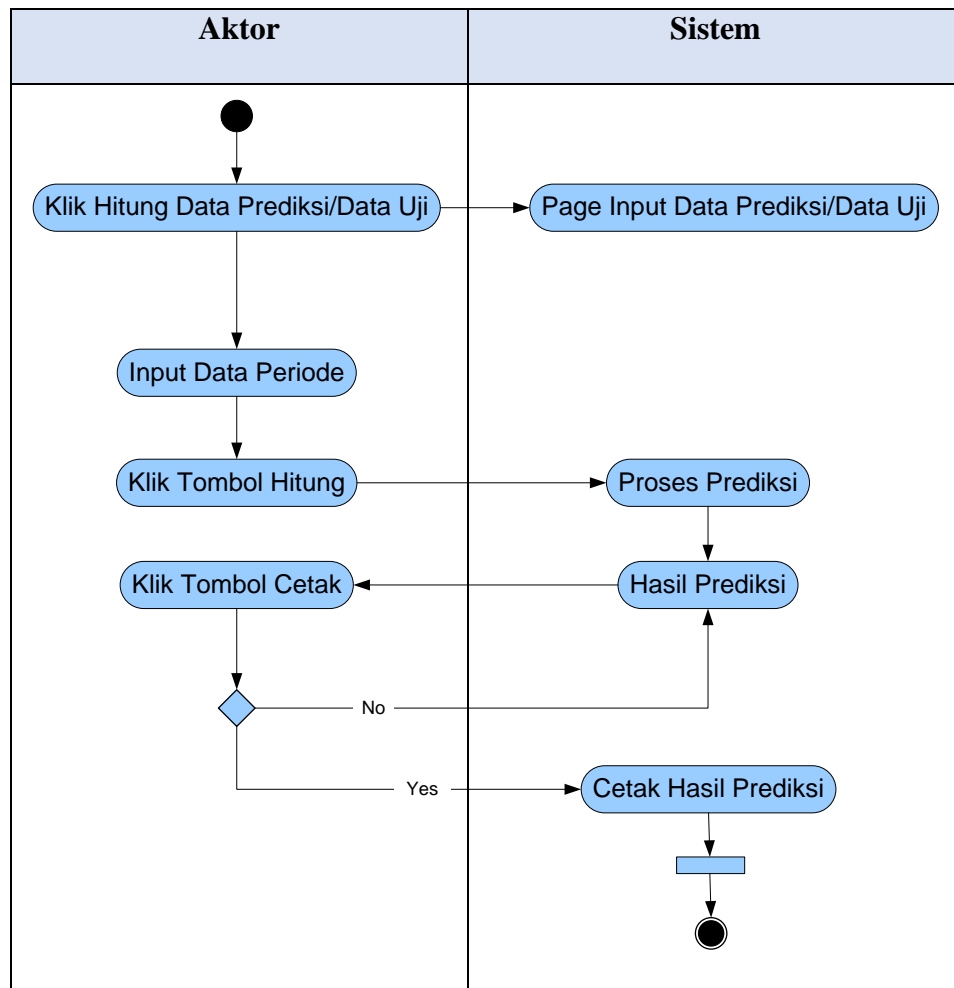 Aktor
Sistem
Klik Hitung Data Prediksi/Data Uji
Page Input Data Prediksi/Data Uji
Input Data Periode
Klik Tombol Hitung
Proses Prediksi
Klik Tombol Cetak
Hasil Prediksi
No
Yes
Cetak Hasil Prediksi